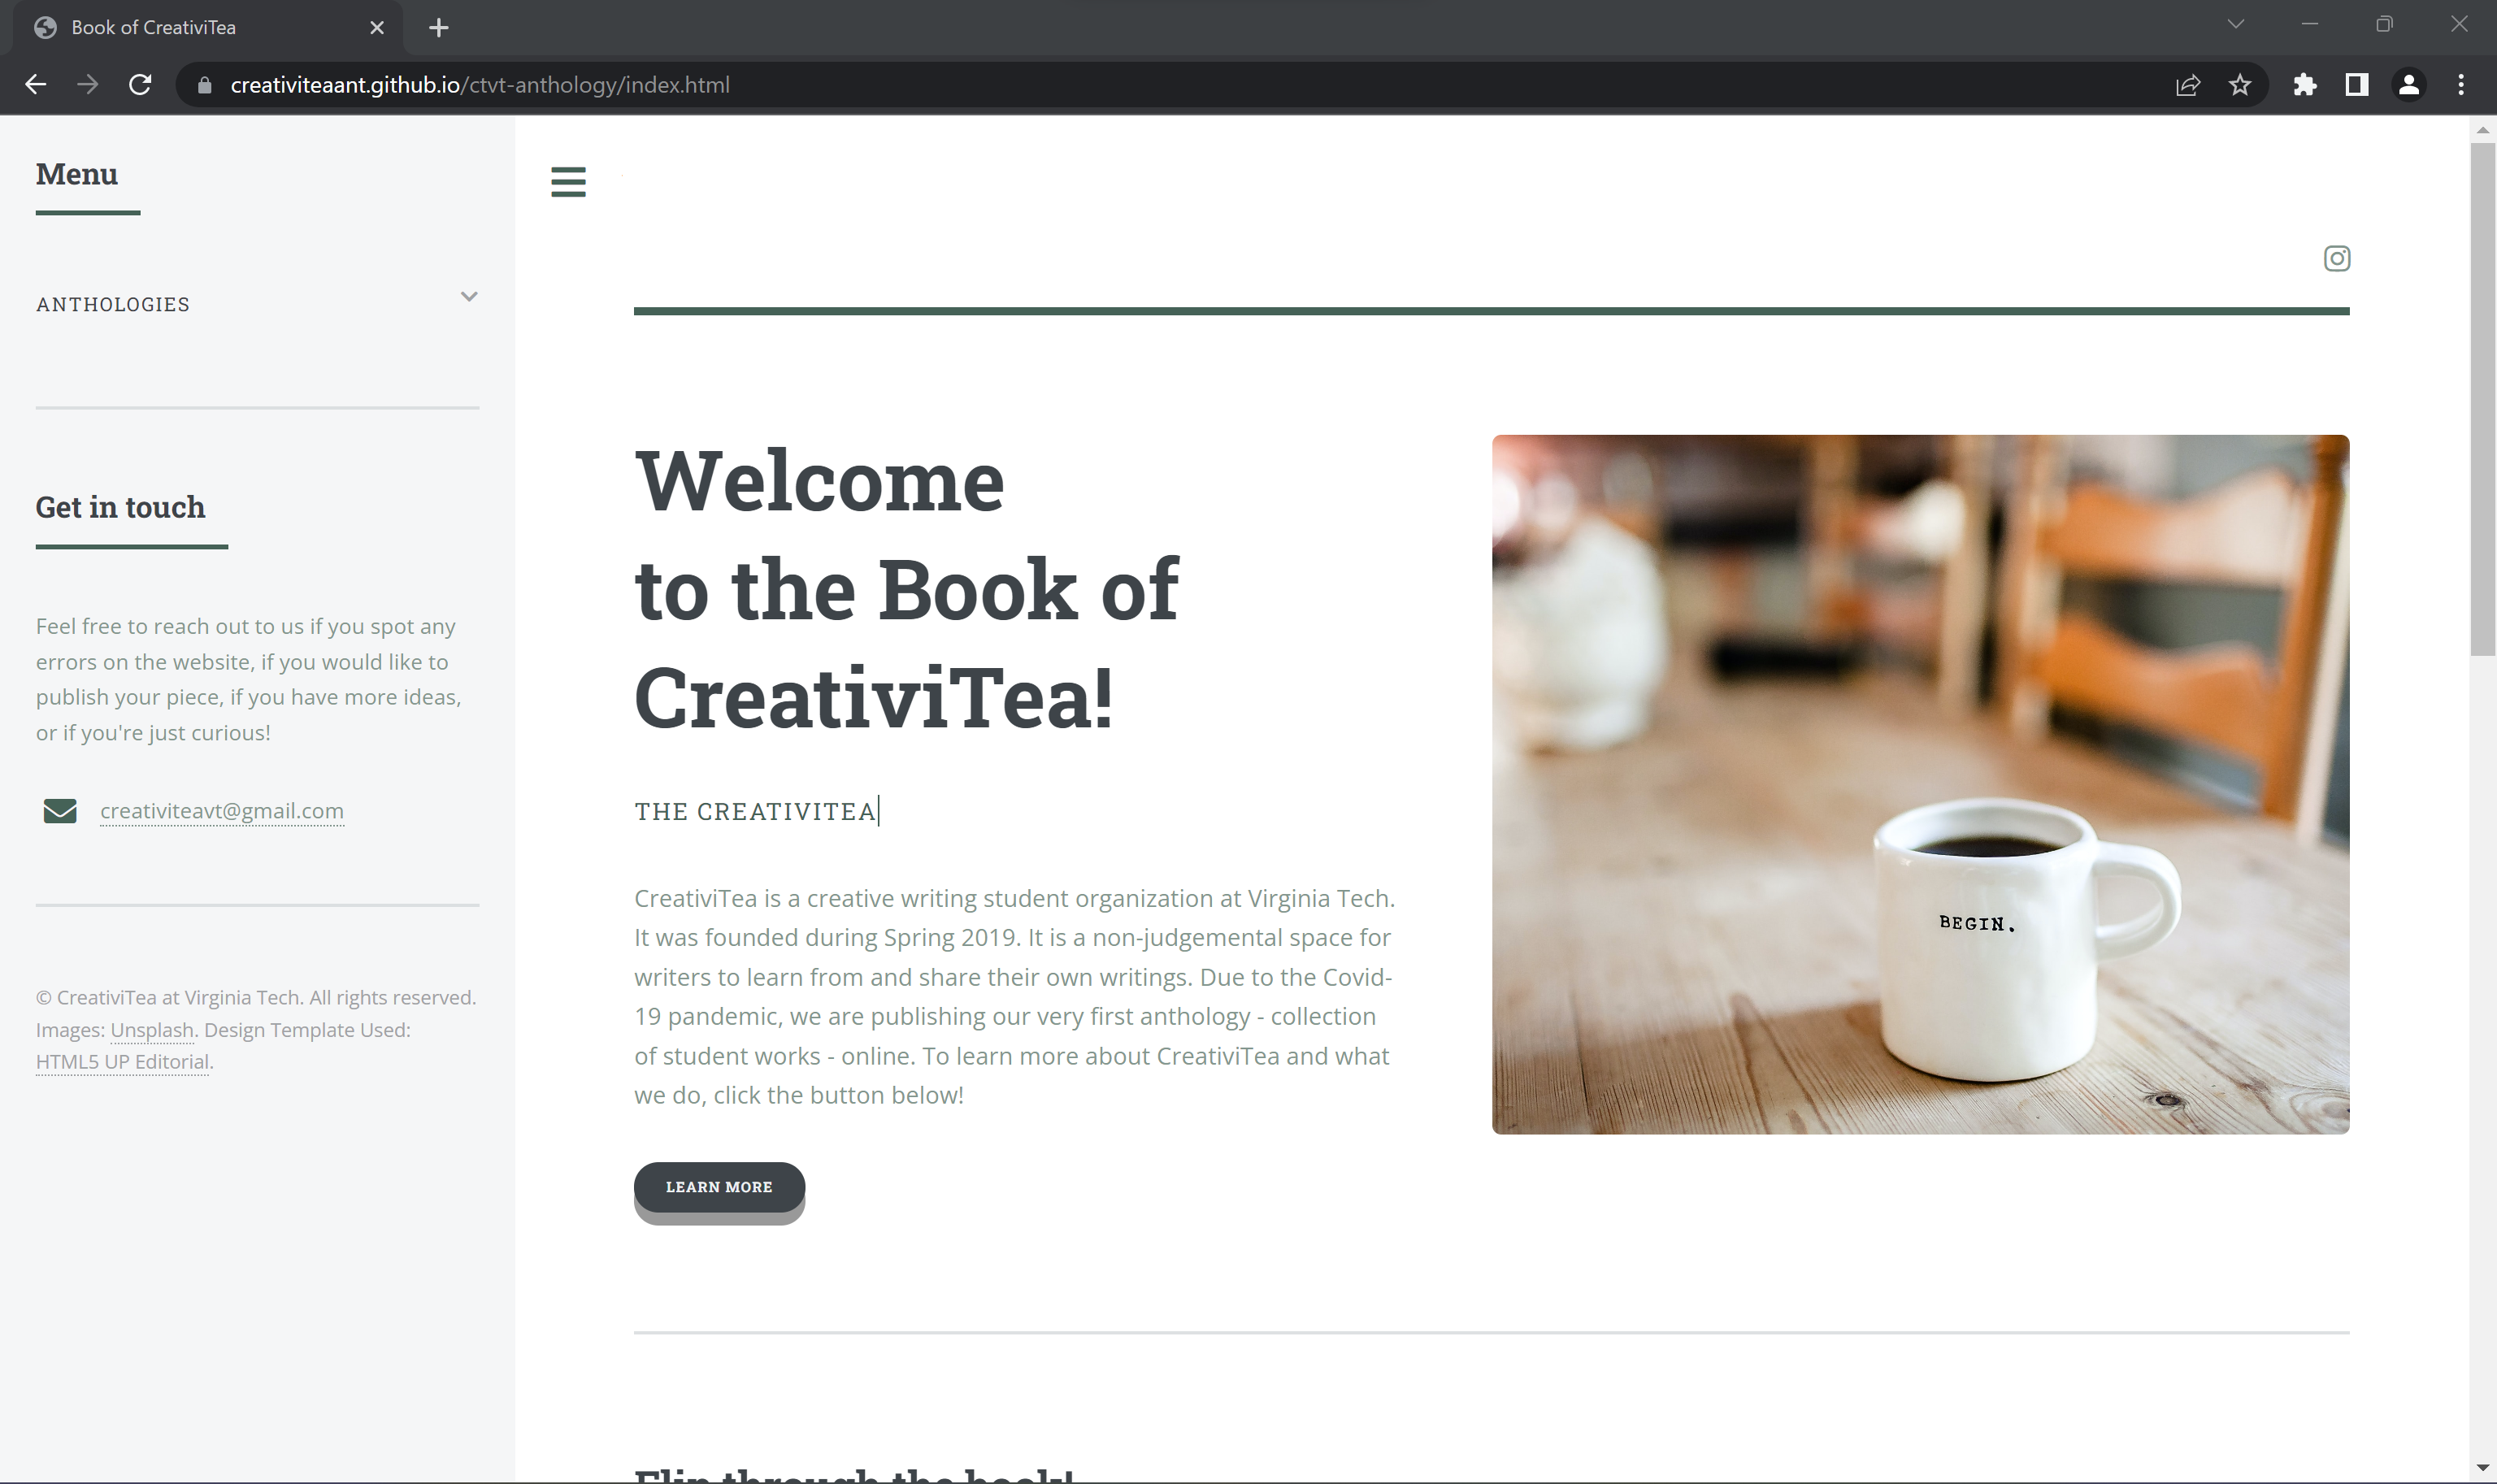 Book of CreativiTea
creativiteaant.github.io/ctvt-anthology/index.html
Menu
ANTHOLOGIES
Get in touch
Feel free to reach out to us if you spot any
errors on the website, if you would like to
publish your piece, if you have more ideas,
or if you're just curious!
creativiteavt@gmail.com
© CreativiTea at Virginia Tech. All rights reserved.
Images: Unsplash. Design Template Used:
HTML5 UP Editorial.
Welcome
to the Book of
CreativiTea!
THE CREATIVITEA
CreativiTea is a creative writing student organization at Virginia Tech.
It was founded during Spring 2019. It is a non-judgemental space for
writers to learn from and share their own writings. Due to the Covid-
19 pandemic, we are publishing our very first anthology - collection
of student works - online. To learn more about CreativiTea and what
we do, click the button below!
LEARN MORE
BEGIN.
Flip through the book!